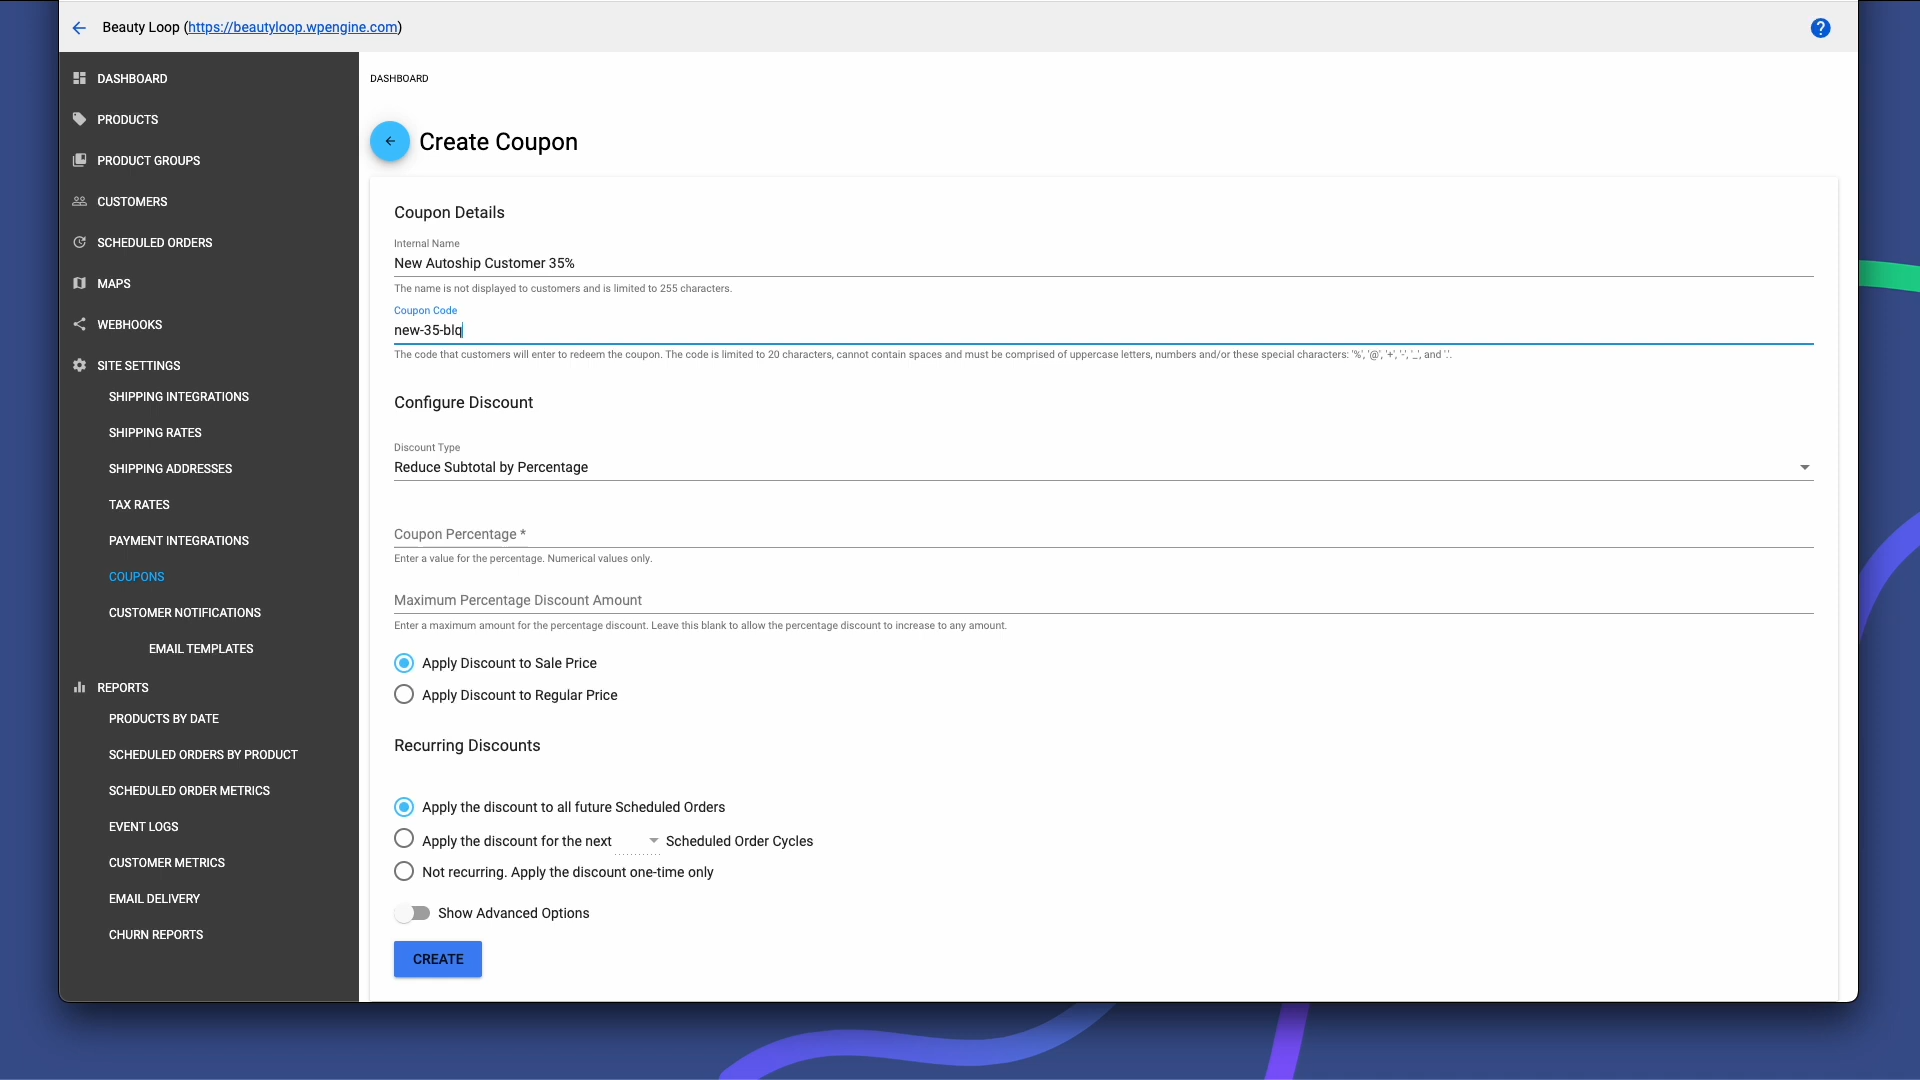 Beauty Loop (https://beautyloop.wpengine.com)
?
DASHBOARD
PRODUCTS
PRODUCT GROUPS
CUSTOMERS
SCHEDULED ORDERS
MAPS
WEBHOOKS
SITE SETTINGS
SHIPPING INTEGRATIONS
SHIPPING RATES
SHIPPING ADDRESSES
TAX RATES
PAYMENT INTEGRATIONS
COUPONS
CUSTOMER NOTIFICATIONS
EMAIL TEMPLATES
REPORTS
PRODUCTS BY DATE
SCHEDULED ORDERS BY PRODUCT
SCHEDULED ORDER METRICS
EVENT LOGS
CUSTOMER METRICS
EMAIL DELIVERY
CHURN REPORTS
DASHBOARD
Create Coupon
Coupon Details
Internal Name
New Autoship Customer 35%
The name is not displayed to customers and is limited to 255 characters.
Coupon Code
new-35-blq
The code that customers will enter to redeem the coupon. The code is limited to 20 characters, cannot contain spaces and must be comprised of uppercase letters, numbers and/or these special characters: '%', '@', '+', '-', '_', and '.'.
Configure Discount
Discount Type
Reduce Subtotal by Percentage
Coupon Percentage *
Enter a value for the percentage. Numerical values only.
Maximum Percentage Discount Amount
Enter a maximum amount for the percentage discount. Leave this blank to allow the percentage discount to increase to any amount.
Apply Discount to Sale Price
Apply Discount to Regular Price
Recurring Discounts
Apply the discount to all future Scheduled Orders
Apply the discount for the next Scheduled Order Cycles
Not recurring. Apply the discount one-time only
Show Advanced Options
CREATE